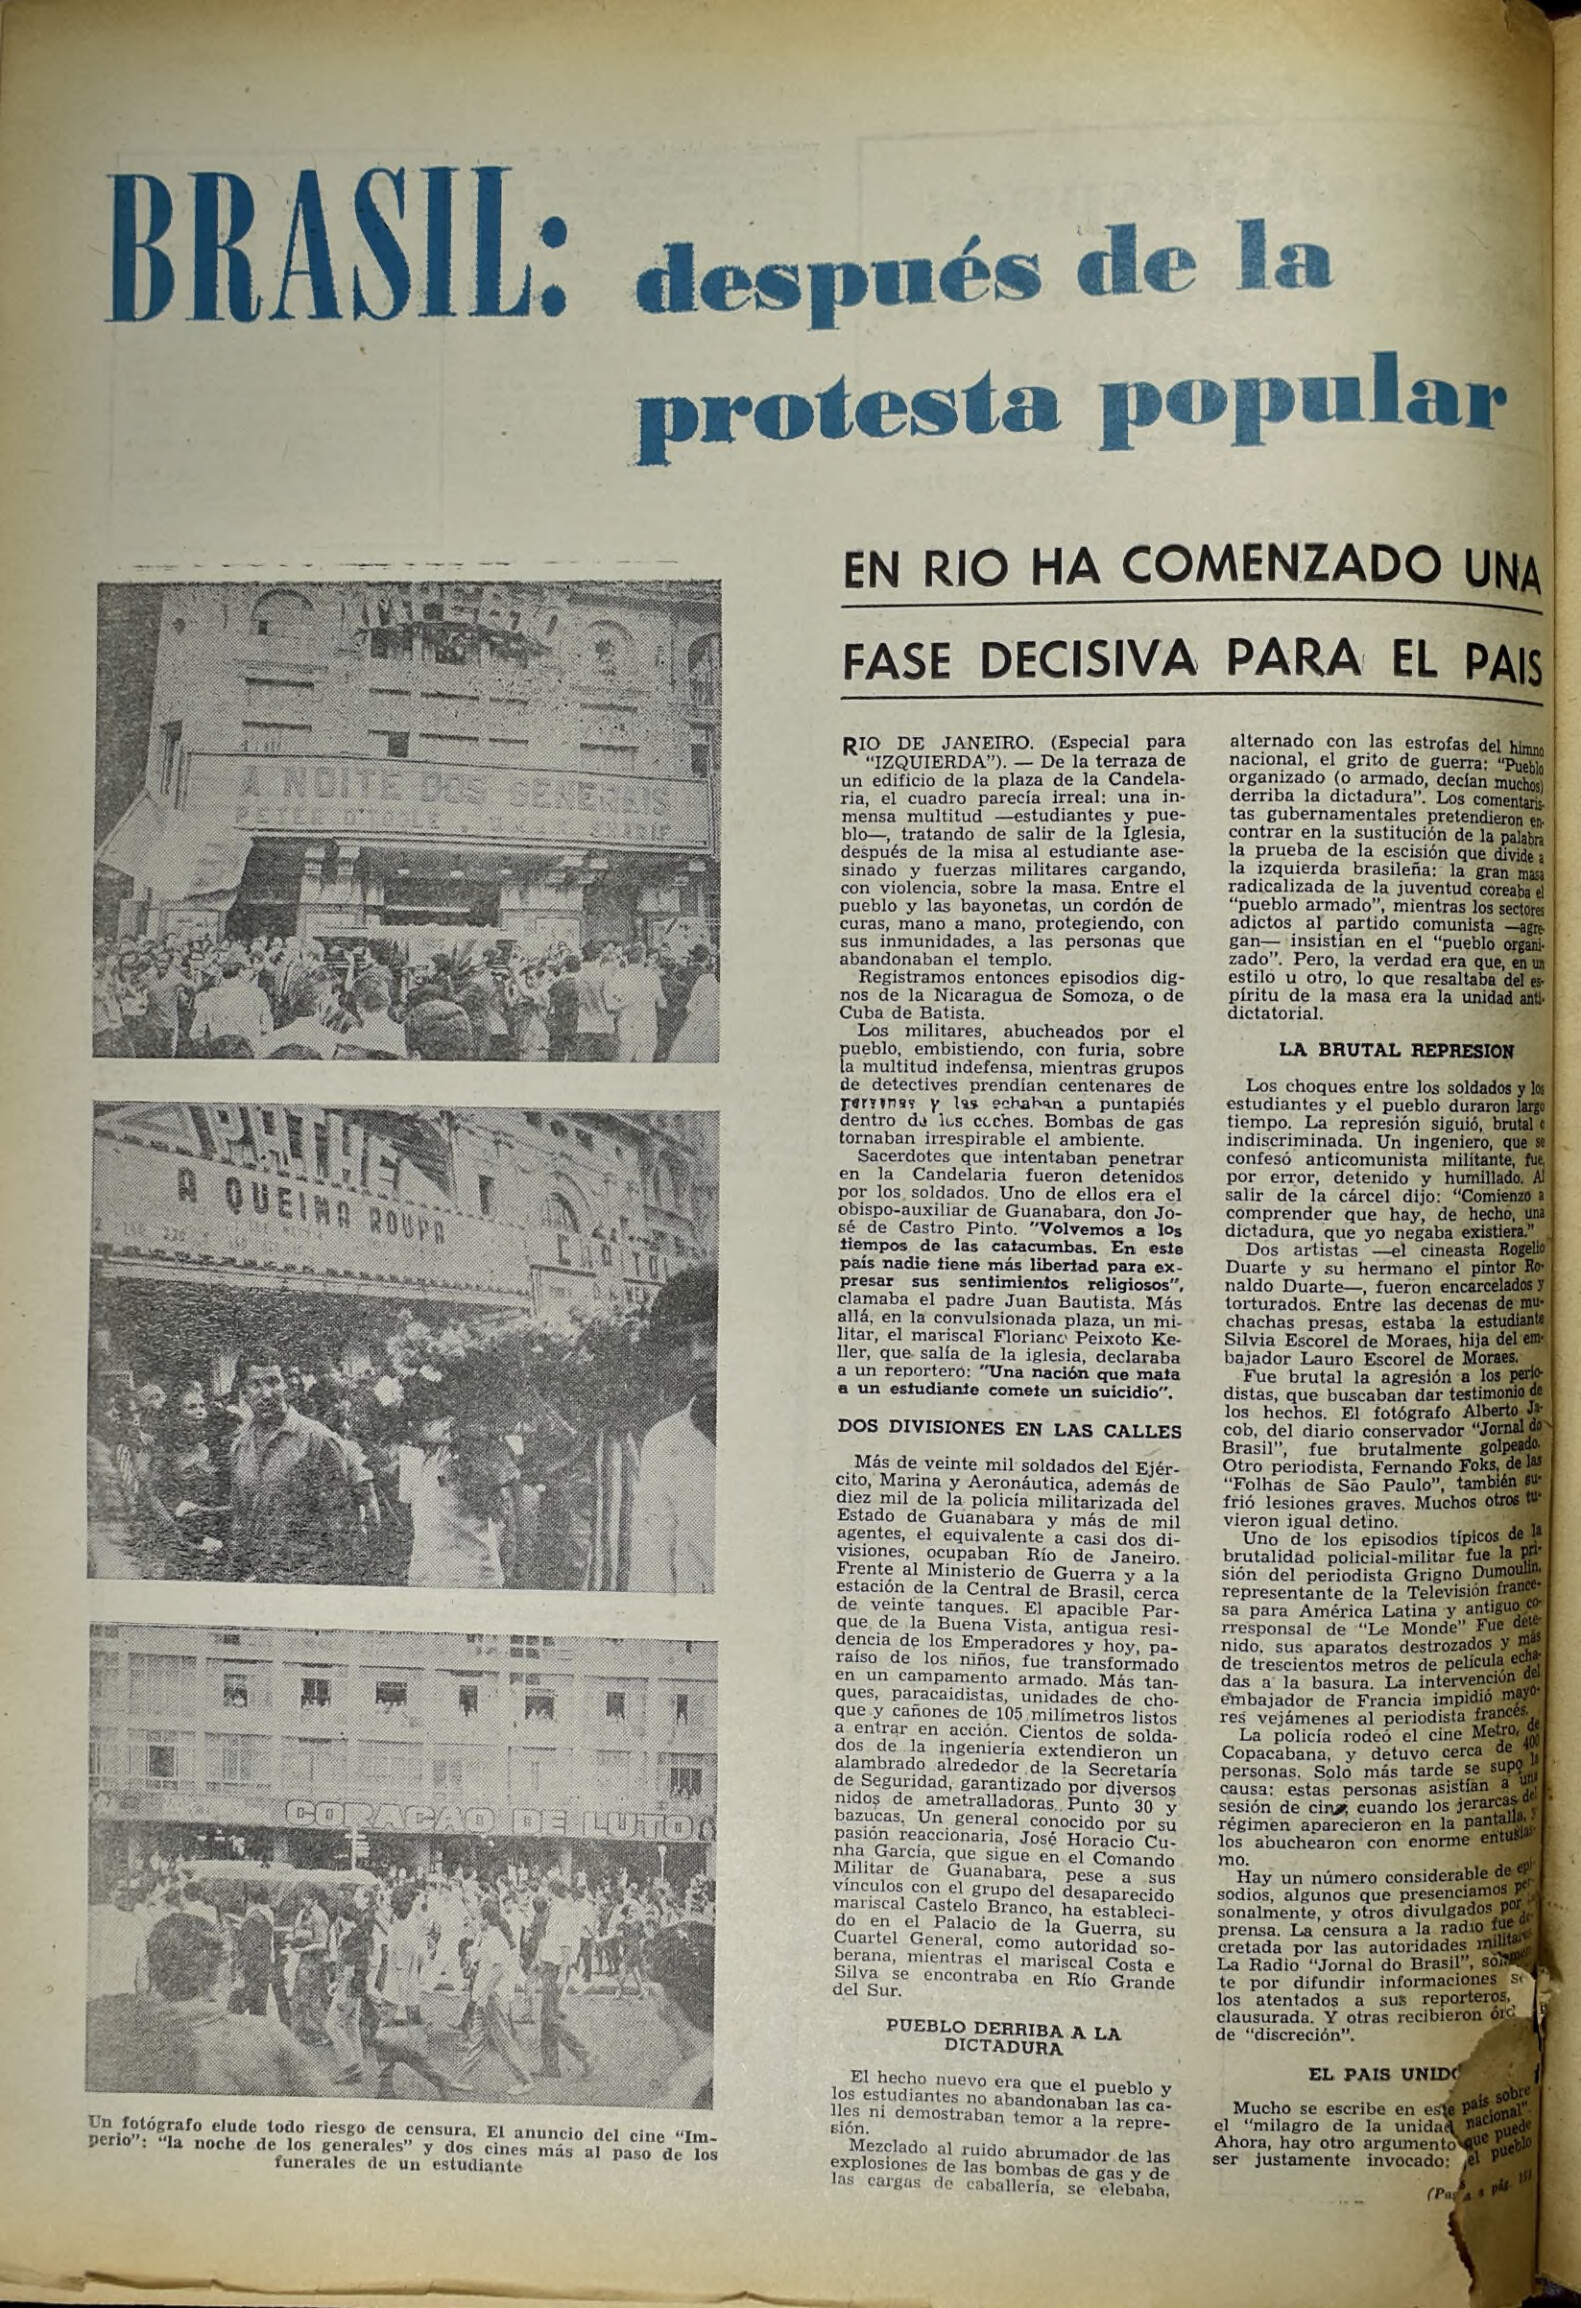 BRASIL: después de la
protesta popular
EN RIO HA COMENZADO UNA
FASE DECISIVA PARA EL PAIS
IMPERIO
A NOITE DOS GENERAIS
PETER O'TOOLE
PATHE
A QUEIMA ROUPA
CAPITOL
CORAÇAO DE LUTO
Un fotógrafo elude todo riesgo de censura. El anuncio del cine "Im-
perio": "la noche de los generales" y dos cines más al paso de los
funerales de un estudiante
RIO DE JANEIRO. (Especial para
"IZQUIERDA"). — De la terraza de
un edificio de la plaza de la Candela-
ria, el cuadro parecía irreal: una in-
mensa multitud —estudiantes y pue-
blo—, tratando de salir de la Iglesia,
después de la misa al estudiante ase-
sinado y fuerzas militares cargando,
con violencia, sobre la masa. Entre el
pueblo y las bayonetas, un cordón de
curas, mano a mano, protegiendo, con
sus inmunidades, a las personas que
abandonaban el templo.
Registramos entonces episodios dig-
nos de la Nicaragua de Somoza, o de
Cuba de Batista.
Los militares, abucheados por el
pueblo, embistiendo, con furia, sobre
la multitud indefensa, mientras grupos
de detectives prendían centenares de
y las echaban a puntapiés
dentro de los coches. Bombas de gas
tornaban irrespirable el ambiente.
Sacerdotes que intentaban penetrar
en la Candelaria fueron detenidos
por los soldados. Uno de ellos era el
obispo-auxiliar de Guanabara, don Jo-
sé de Castro Pinto. "Volvemos a los
tiempos de las catacumbas. En este
país nadie tiene más libertad para ex-
presar sus sentimientos religiosos",
clamaba el padre Juan Bautista. Más
allá, en la convulsionada plaza, un mi-
litar, el mariscal Floriano Peixoto Ke-
ller, que salía de la iglesia, declaraba
a un reportero: "Una nación que mata
a un estudiante comete un suicidio".
DOS DIVISIONES EN LAS CALLES
Más de veinte mil soldados del Ejér-
cito, Marina y Aeronáutica, además de
diez mil de la policía militarizada del
Estado de Guanabara y más de mil
agentes, el equivalente a casi dos di-
visiones, ocupaban Río de Janeiro.
Frente al Ministerio de Guerra y a la
estación de la Central de Brasil, cerca
de veinte tanques. El apacible Par-
que de la Buena Vista, antigua resi-
dencia de los Emperadores y hoy, pa-
raíso de los niños, fue transformado
en un campamento armado. Más tan-
ques, paracaidistas, unidades de cho-
que y cañones de 105 milímetros listos
a entrar en acción. Cientos de solda-
dos de la ingeniería extendieron un
alambrado alrededor de la Secretaría
de Seguridad, garantizado por diversos
nidos de ametralladoras. Punto 30 y
bazucas. Un general conocido por su
pasión reaccionaria, José Horacio Cu-
nha García, que sigue en el Comando
Militar de Guanabara, pese a sus
vínculos con el grupo del desaparecido
mariscal Castelo Branco, ha estableci-
do en el Palacio de la Guerra, su
Cuartel General, como autoridad so-
berana, mientras el mariscal Costa e
Silva se encontraba en Río Grande
del Sur.
PUEBLO DERRIBA A LA
DICTADURA
El hecho nuevo era que el pueblo y
los estudiantes no abandonaban las ca-
lles ni demostraban temor a la repre-
sión.
Mezclado al ruido abrumador de las
explosiones de las bombas de gas y de
las cargas de caballería, se elebaba,
alternado con las estrofas del himno
nacional, el grito de guerra: "Pueblo
organizado (o armado, decían muchos)
derriba la dictadura". Los comentaris-
tas gubernamentales pretendieron en-
contrar en la sustitución de la palabra
la prueba de la escisión que divide a
la izquierda brasileña: la gran masa
radicalizada de la juventud coreaba el
"pueblo armado", mientras los sectores
adictos al partido comunista —agre-
gan— insistían en el "pueblo organi-
zado". Pero, la verdad era que, en un
estilo u otro, lo que resaltaba del es-
píritu de la masa era la unidad anti-
dictatorial.
LA BRUTAL REPRESION
Los choques entre los soldados y los
estudiantes y el pueblo duraron largo
tiempo. La represión siguió, brutal e
indiscriminada. Un ingeniero, que se
confesó anticomunista militante, fue,
por error, detenido y humillado. Al
salir de la cárcel dijo: "Comienzo a
comprender que hay, de hecho, una
dictadura, que yo negaba existiera."
Dos artistas —el cineasta Rogelio
Duarte y su hermano el pintor Ro-
naldo Duarte—, fueron encarcelados y
torturados. Entre las decenas de mu-
chachas presas, estaba la estudiante
Silvia Escorel de Moraes, hija del em-
bajador Lauro Escorel de Moraes.
Fue brutal la agresión a los perio-
distas, que buscaban dar testimonio de
los hechos. El fotógrafo Alberto Ja-
cob, del diario conservador "Jornal do
Brasil", fue brutalmente golpeado.
Otro periodista, Fernando Foks, de las
"Folhas de São Paulo", también su-
frió lesiones graves. Muchos otros tu-
vieron igual detino.
Uno de los episodios típicos de la
brutalidad policial-militar fue la pri-
sión del periodista Grigno Dumoulin,
representante de la Televisión france-
sa para América Latina y antiguo co-
rresponsal de "Le Monde" Fue dete-
nido, sus aparatos destrozados y más
de trescientos metros de película echa-
das a la basura. La intervención del
embajador de Francia impidió mayo-
res vejámenes al periodista francés.
La policía rodeó el cine Metro, de
Copacabana, y detuvo cerca de 400
personas. Solo más tarde se supo la
causa: estas personas asistían a una
sesión de cine, cuando los jerarcas del
régimen aparecieron en la pantalla, y
los abuchearon con enorme entusias-
mo.
Hay un número considerable de epi-
sodios, algunos que presenciamos per-
sonalmente, y otros divulgados por
prensa. La censura a la radio fue de-
cretada por las autoridades militares
La Radio "Jornal do Brasil",
te por difundir informaciones
los atentados a sus reporteros,
clausurada. Y otras recibieron
de "discreción".
EL PAIS UNIDO
Mucho se escribe en este país sobre
el "milagro de la unidad nacional".
Ahora, hay otro argumento que puede
ser justamente invocado: el pueblo
a pág.